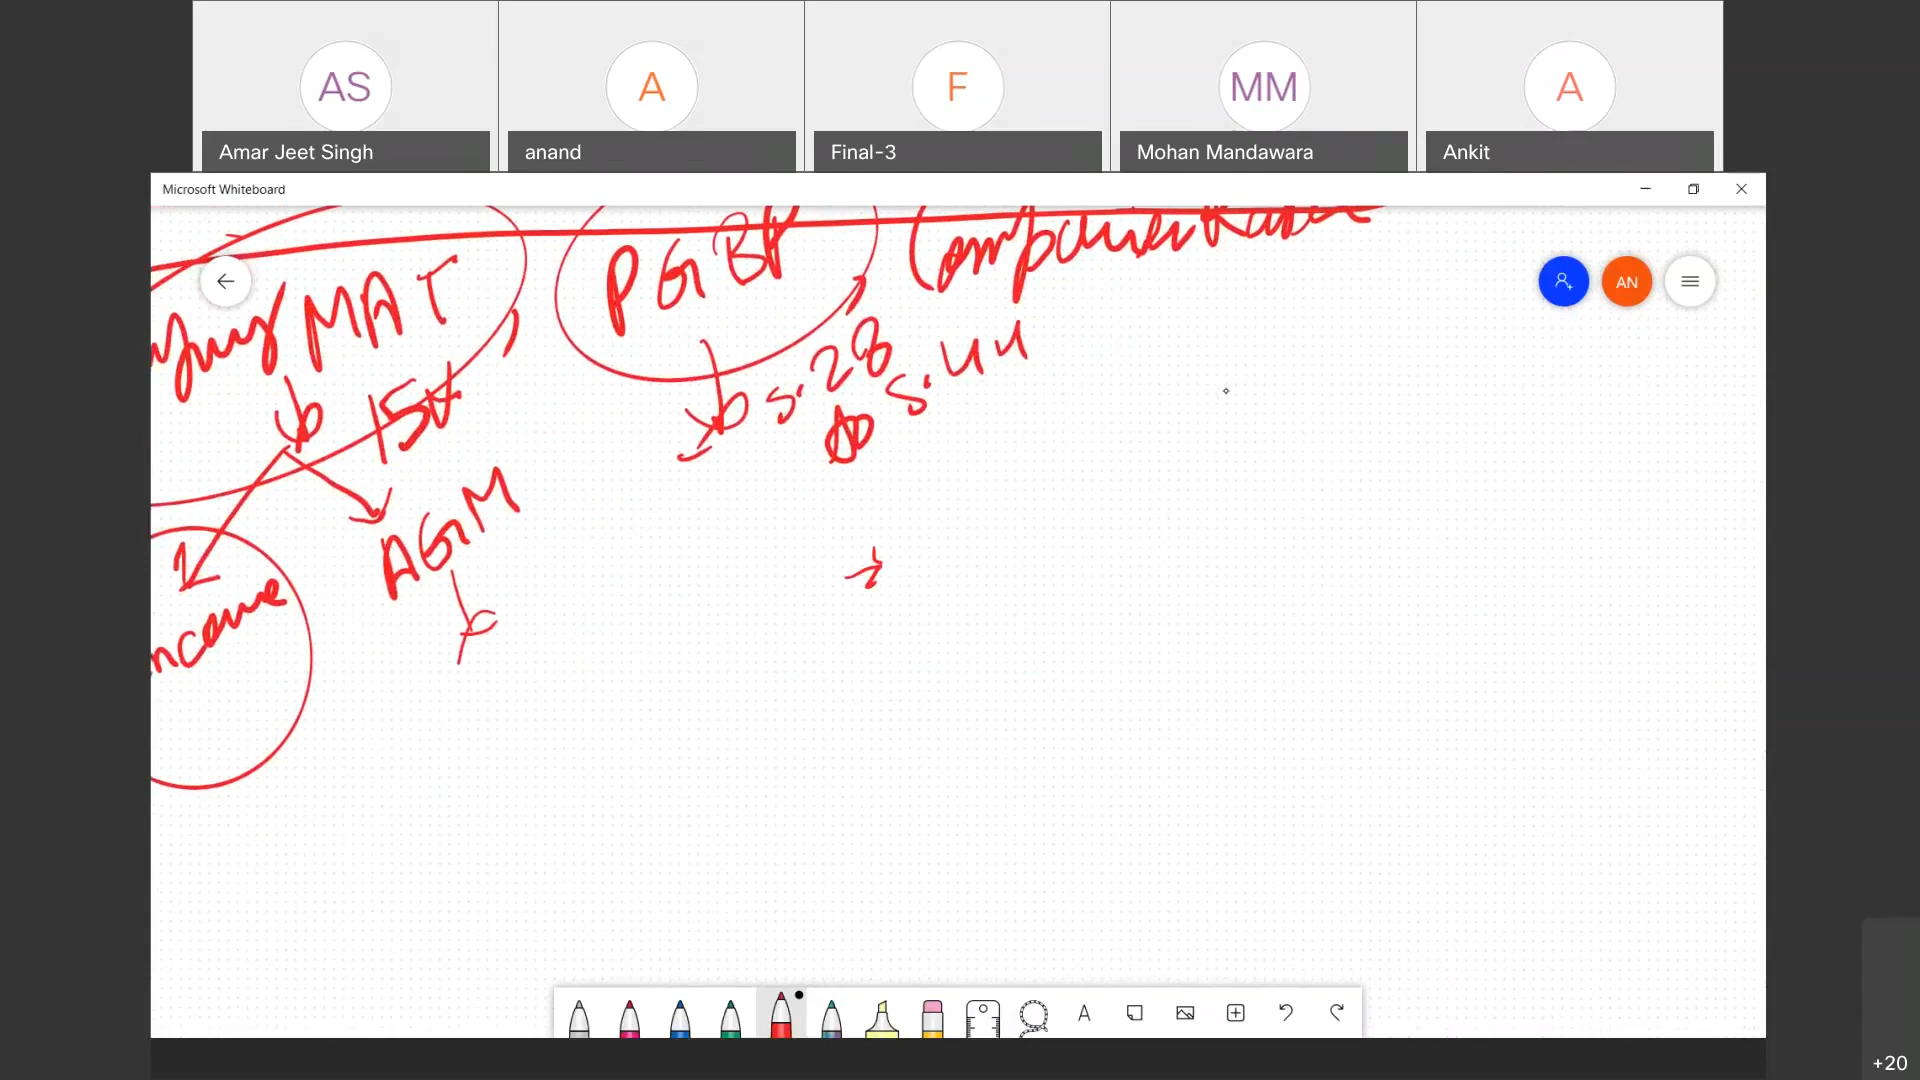 AS A F MM A
Amar Jeet Singh anand Final-3 Mohan Mandawara Ankit
Microsoft Whiteboard
PGBP
MAT
s. 28
s. 44
15%
AGM
1
ncome
AN
A
+20